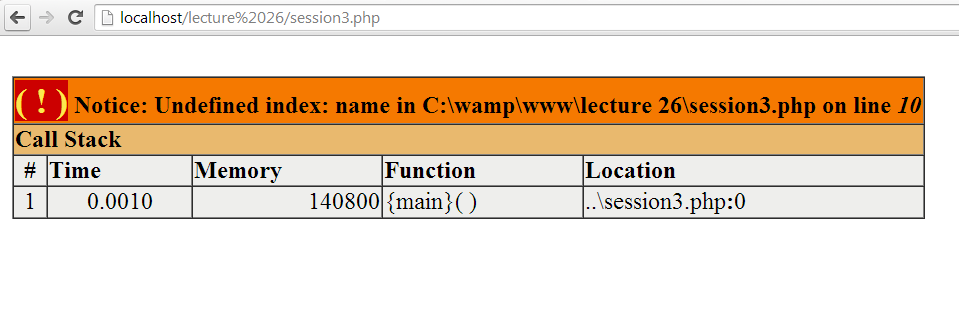 localhost/lecture%2026/session3.php
( ! ) Notice: Undefined index: name in C:\wamp\www\lecture 26\session3.php on line 10
Call Stack
# Time Memory Function Location
1 0.0010 140800 {main}( ) ..\session3.php:0